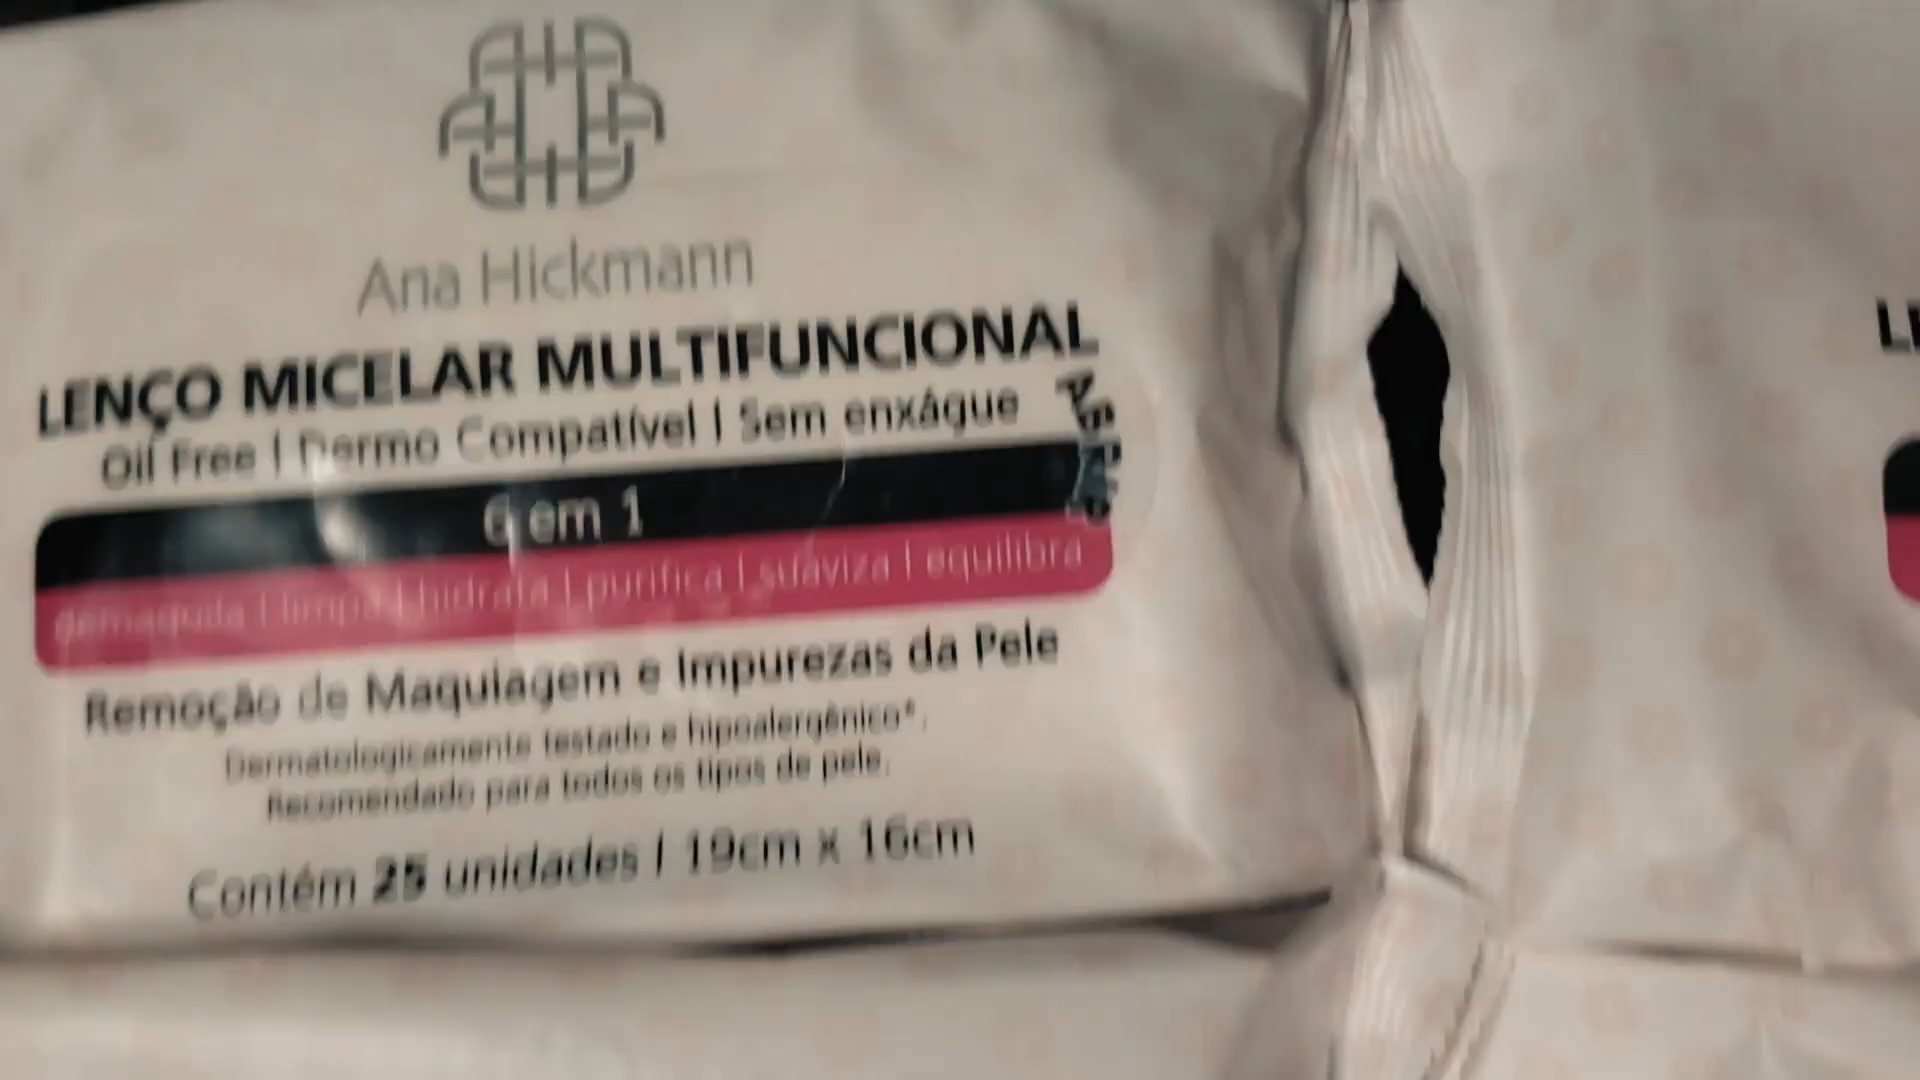 Ana Hickmann
LENÇO MICELAR MULTIFUNCIONAL
Oil Free | Dermo Compatível | Sem enxágue
ABRIR
6 em 1
demaquila | limpa | hidrata | purifica | suaviza | equilibra
Remoção de Maquiagem e Impurezas da Pele
Dermatologicamente testado e hipoalergênico*.
Recomendado para todos os tipos de pele.
Contém 25 unidades | 19cm x 16cm